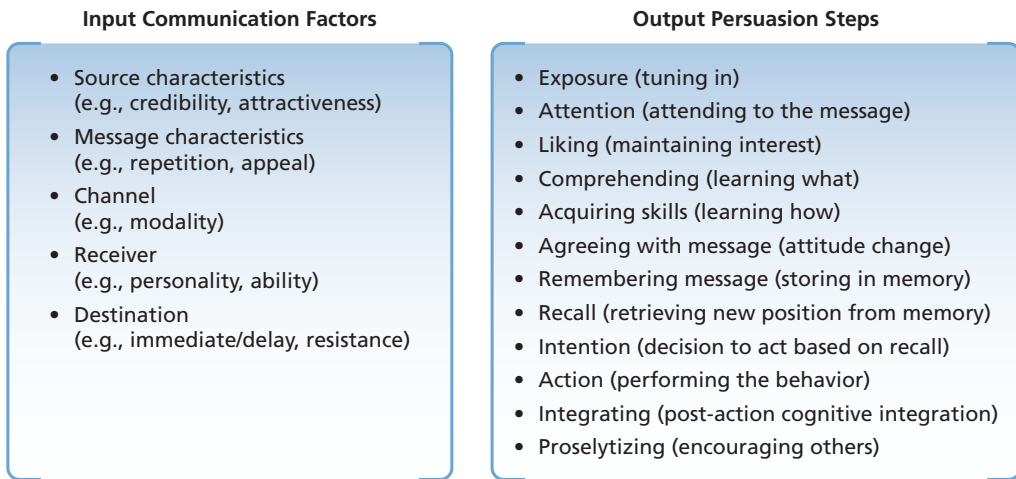 Input Communication Factors
• Source characteristics
(e.g., credibility, attractiveness)
• Message characteristics
(e.g., repetition, appeal)
• Channel
(e.g., modality)
• Receiver
(e.g., personality, ability)
• Destination
(e.g., immediate/delay, resistance)
Output Persuasion Steps
• Exposure (tuning in)
• Attention (attending to the message)
• Liking (maintaining interest)
• Comprehending (learning what)
• Acquiring skills (learning how)
• Agreeing with message (attitude change)
• Remembering message (storing in memory)
• Recall (retrieving new position from memory)
• Intention (decision to act based on recall)
• Action (performing the behavior)
• Integrating (post-action cognitive integration)
• Proselytizing (encouraging others)